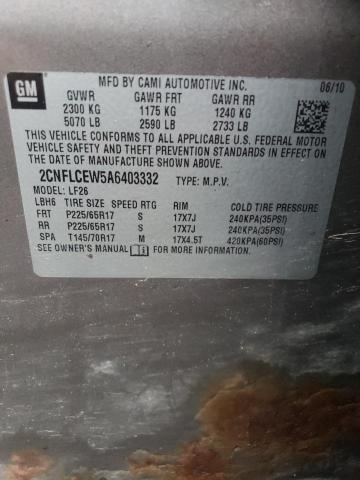 GM
MFD BY CAMI AUTOMOTIVE INC. 06/10
GVWR GAWR FRT GAWR RR
2300 KG 1175 KG 1240 KG
5070 LB 2590 LB 2733 LB
THIS VEHICLE CONFORMS TO ALL APPLICABLE U.S. FEDERAL MOTOR
VEHICLE SAFETY, BUMPER, AND THEFT PREVENTION STANDARDS
IN EFFECT ON THE DATE OF MANUFACTURE SHOWN ABOVE.
2CNFLCEW5A6403332 TYPE: M.P.V.
MODEL: LF26
LBH6 TIRE SIZE SPEED RTG RIM COLD TIRE PRESSURE
FRT P225/65R17 S 17X7J 240KPA(35PSI)
RR P225/65R17 S 17X7J 240KPA(35PSI)
SPA T145/70R17 M 17X4.5T 420KPA(60PSI)
SEE OWNER'S MANUAL FOR MORE INFORMATION.